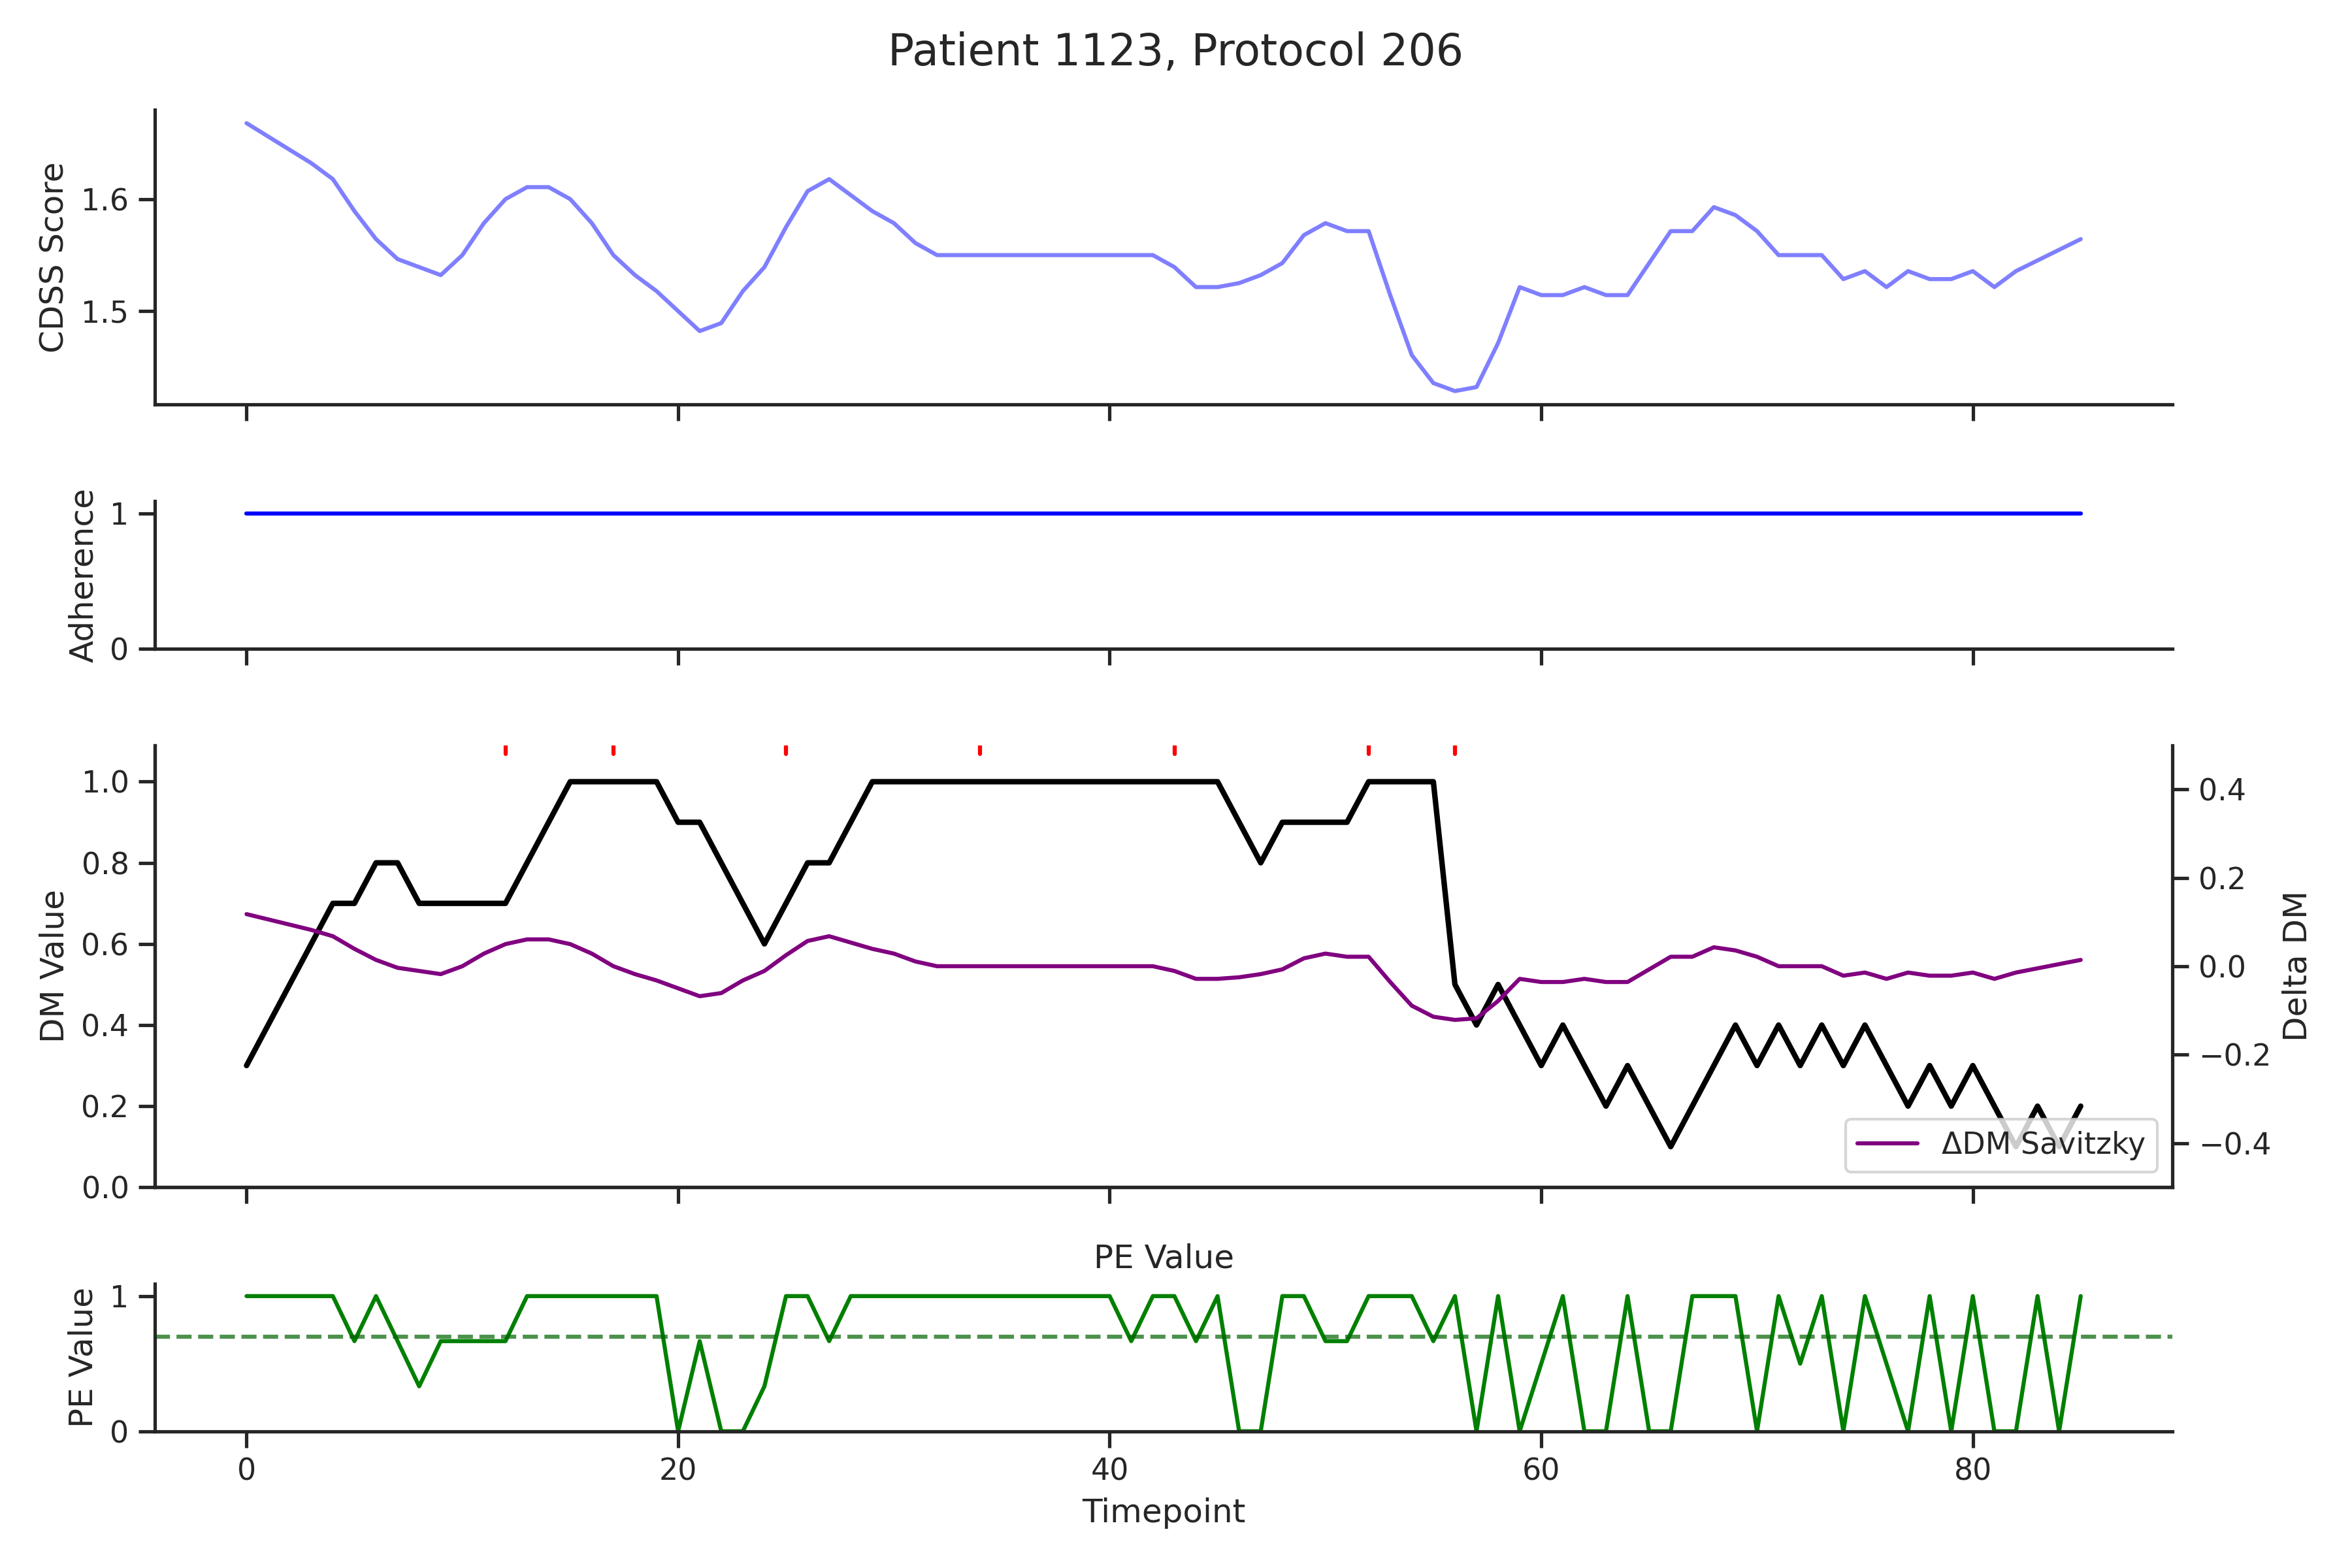 Patient 1123, Protocol 206
CDSS Score
1.6
1.5
Adherence
1
0
DM Value
1.0
0.8
0.6
0.4
0.2
0.0
Delta DM
0.4
0.2
0.0
−0.2
−0.4
ΔDM Savitzky
PE Value
PE Value
1
0
0
20
40
60
80
Timepoint